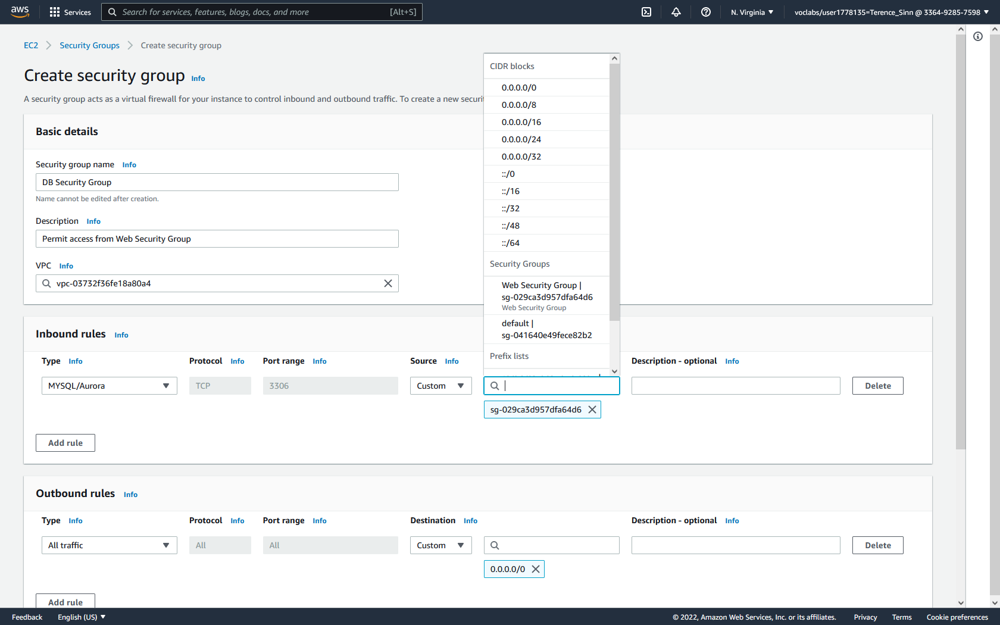 aws
Services
Search for services, features, blogs, docs, and more
[Alt+S]
N. Virginia
voclabs/user1778135=Terence_Sinn @ 3364-9285-7598
EC2
Security Groups
Create security group
Create security group Info
A security group acts as a virtual firewall for your instance to control inbound and outbound traffic. To create a new
Basic details
Security group name Info
DB Security Group
Name cannot be edited after creation.
Description Info
Permit access from Web Security Group
VPC Info
vpc-03732f36fe18a80a4
CIDR blocks
0.0.0.0/0
0.0.0.0/8
0.0.0.0/16
0.0.0.0/24
0.0.0.0/32
::/0
::/16
::/32
::/48
::/64
Security Groups
Web Security Group |
sg-029ca3d957dfa64d6
Web Security Group
default |
sg-041640e49fece82b2
Prefix lists
Inbound rules Info
Type Info
Protocol Info
Port range Info
Source Info
Description - optional Info
MYSQL/Aurora
TCP
3306
Custom
Delete
sg-029ca3d957dfa64d6
Add rule
Outbound rules Info
Type Info
Protocol Info
Port range Info
Destination Info
Description - optional Info
All traffic
All
All
Custom
Delete
0.0.0.0/0
Add rule
Feedback
English (US)
© 2022, Amazon Web Services, Inc. or its affiliates.
Privacy
Terms
Cookie preferences